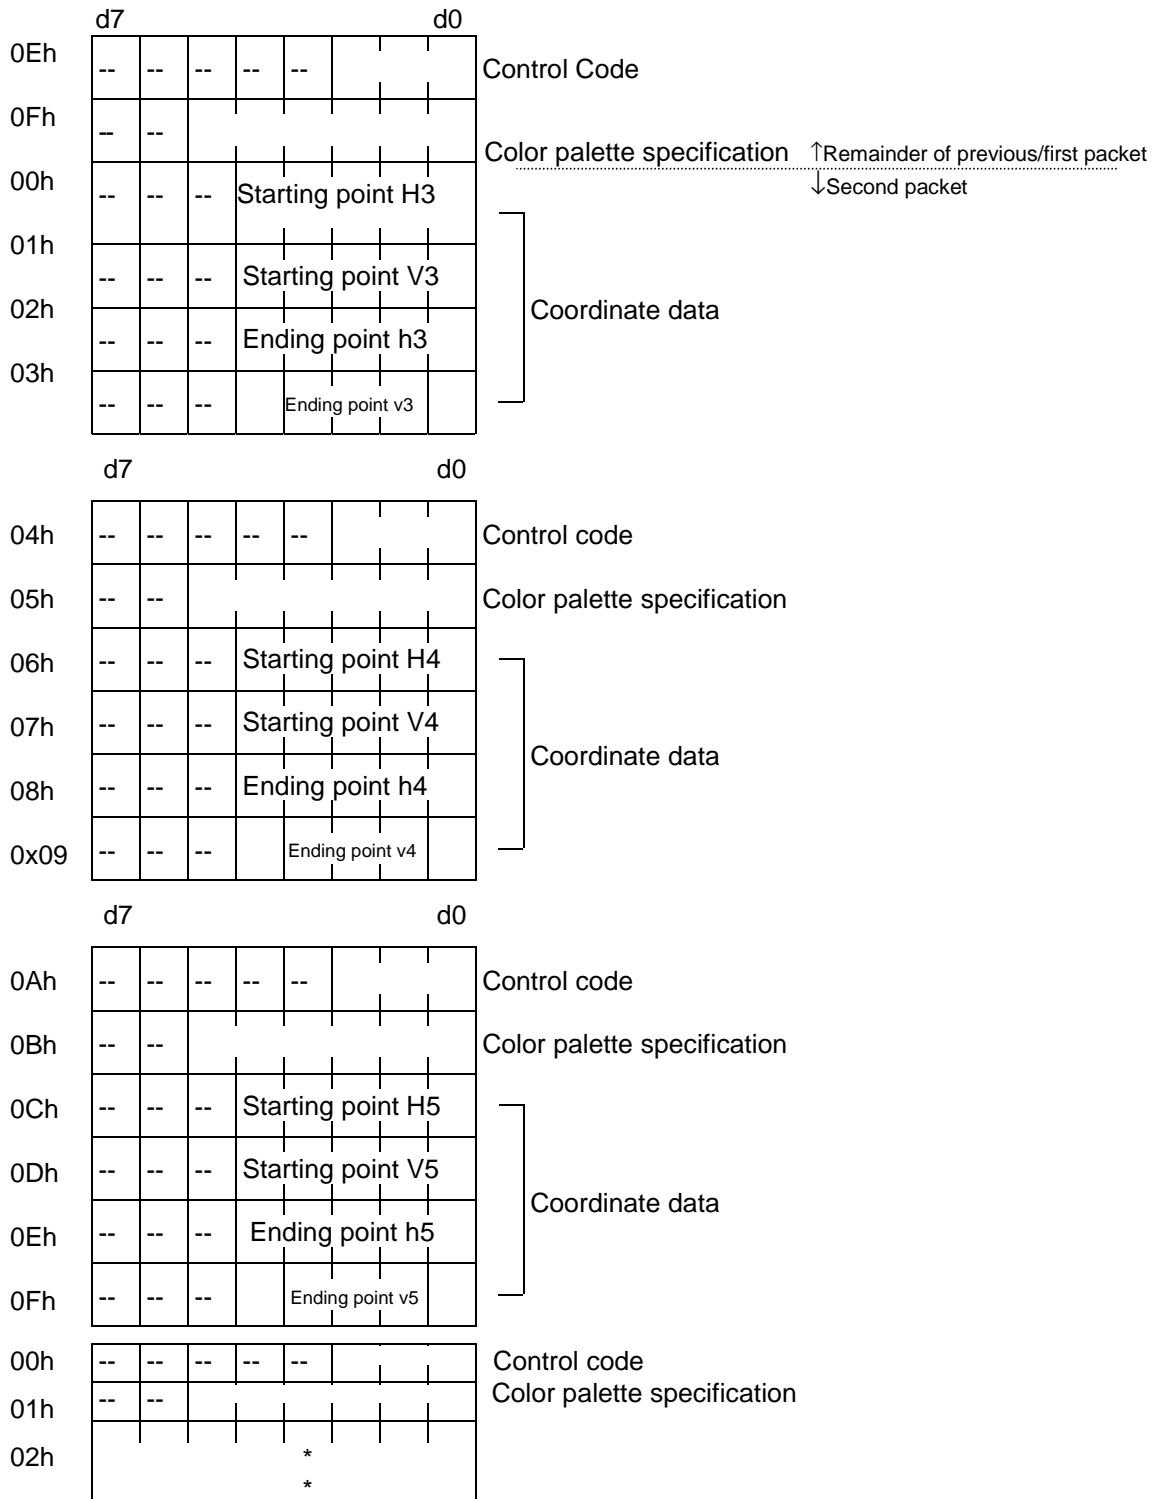 d7 d0
0Eh -- -- -- -- -- Control Code
0Fh -- --
Color palette specification ↑Remainder of previous/first packet
00h -- -- -- Starting point H3 ↓Second packet
01h -- -- -- Starting point V3
02h -- -- -- Ending point h3 Coordinate data
03h -- -- -- Ending point v3
d7 d0
04h -- -- -- -- -- Control code
05h -- -- Color palette specification
06h -- -- -- Starting point H4
07h -- -- -- Starting point V4
Coordinate data
08h -- -- -- Ending point h4
0x09 -- -- -- Ending point v4
d7 d0
0Ah -- -- -- -- -- Control code
0Bh -- -- Color palette specification
0Ch -- -- -- Starting point H5
0Dh -- -- -- Starting point V5
Coordinate data
0Eh -- -- -- Ending point h5
0Fh -- -- -- Ending point v5
00h -- -- -- -- -- Control code
01h -- -- Color palette specification
02h *
*